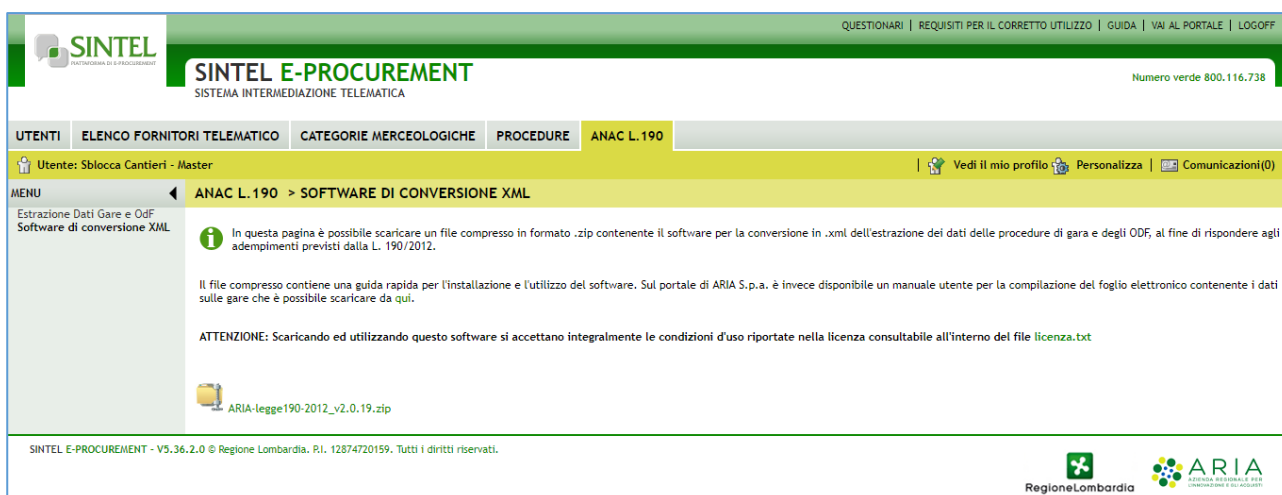 QUESTIONARI | REQUISITI PER IL CORRETTO UTILIZZO | GUIDA | VAI AL PORTALE | LOGOFF
SINTEL
PIATTAFORMA DI E-PROCUREMENT
SINTEL E-PROCUREMENT
SISTEMA INTERMEDIAZIONE TELEMATICA
Numero verde 800.116.738
UTENTI ELENCO FORNITORI TELEMATICO CATEGORIE MERCEOLOGICHE PROCEDURE ANAC L.190
Utente: Sblocca Cantieri - Master | Vedi il mio profilo Personalizza | Comunicazioni(0)
MENU
Estrazione Dati Gare e OdF
Software di conversione XML
ANAC L.190 > SOFTWARE DI CONVERSIONE XML
In questa pagina è possibile scaricare un file compresso in formato .zip contenente il software per la conversione in .xml dell'estrazione dei dati delle procedure di gara e degli ODF, al fine di rispondere agli
adempimenti previsti dalla L. 190/2012.
Il file compresso contiene una guida rapida per l'installazione e l'utilizzo del software. Sul portale di ARIA S.p.a. è invece disponibile un manuale utente per la compilazione del foglio elettronico contenente i dati
sulle gare che è possibile scaricare da qui.
ATTENZIONE: Scaricando ed utilizzando questo software si accettano integralmente le condizioni d'uso riportate nella licenza consultabile all'interno del file licenza.txt
ARIA-legge190-2012_v2.0.19.zip
SINTEL E-PROCUREMENT - V5.36.2.0 © Regione Lombardia. P.I. 12874720159. Tutti i diritti riservati.
RegioneLombardia
ARIA
AZIENDA REGIONALE PER
L'INNOVAZIONE E GLI ACQUISTI